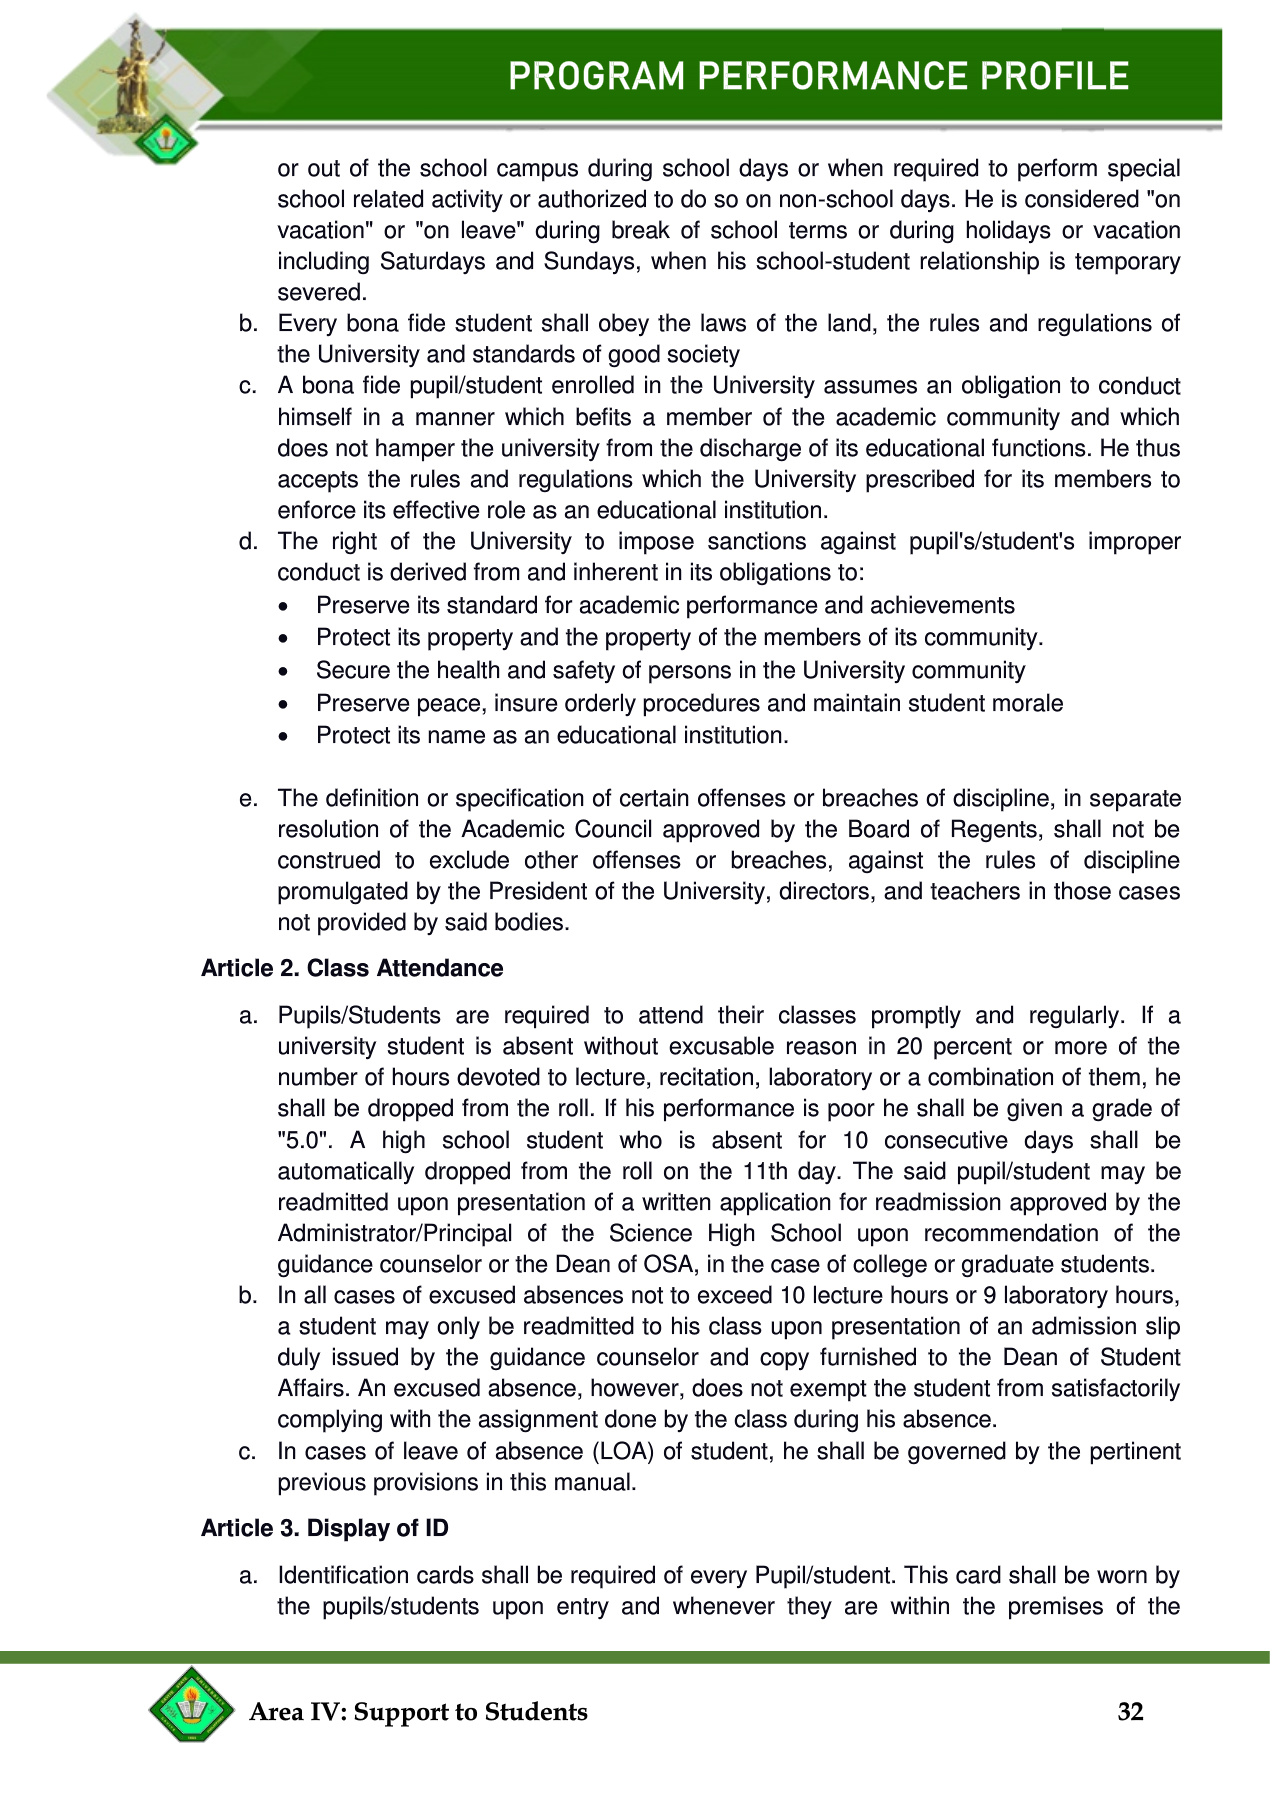 PROGRAM PERFORMANCE PROFILE
or out of the school campus during school days or when required to perform special
school related activity or authorized to do so on non-school days. He is considered "on
vacation" or "on leave" during break of school terms or during holidays or vacation
including Saturdays and Sundays, when his school-student relationship is temporary
severed.
b. Every bona fide student shall obey the laws of the land, the rules and regulations of
the University and standards of good society
c. A bona fide pupil/student enrolled in the University assumes an obligation to conduct
himself in a manner which befits a member of the academic community and which
does not hamper the university from the discharge of its educational functions. He thus
accepts the rules and regulations which the University prescribed for its members to
enforce its effective role as an educational institution.
d. The right of the University to impose sanctions against pupil's/student's improper
conduct is derived from and inherent in its obligations to:
• Preserve its standard for academic performance and achievements
• Protect its property and the property of the members of its community.
• Secure the health and safety of persons in the University community
• Preserve peace, insure orderly procedures and maintain student morale
• Protect its name as an educational institution.
e. The definition or specification of certain offenses or breaches of discipline, in separate
resolution of the Academic Council approved by the Board of Regents, shall not be
construed to exclude other offenses or breaches, against the rules of discipline
promulgated by the President of the University, directors, and teachers in those cases
not provided by said bodies.
Article 2. Class Attendance
a. Pupils/Students are required to attend their classes promptly and regularly. If a
university student is absent without excusable reason in 20 percent or more of the
number of hours devoted to lecture, recitation, laboratory or a combination of them, he
shall be dropped from the roll. If his performance is poor he shall be given a grade of
"5.0". A high school student who is absent for 10 consecutive days shall be
automatically dropped from the roll on the 11th day. The said pupil/student may be
readmitted upon presentation of a written application for readmission approved by the
Administrator/Principal of the Science High School upon recommendation of the
guidance counselor or the Dean of OSA, in the case of college or graduate students.
b. In all cases of excused absences not to exceed 10 lecture hours or 9 laboratory hours,
a student may only be readmitted to his class upon presentation of an admission slip
duly issued by the guidance counselor and copy furnished to the Dean of Student
Affairs. An excused absence, however, does not exempt the student from satisfactorily
complying with the assignment done by the class during his absence.
c. In cases of leave of absence (LOA) of student, he shall be governed by the pertinent
previous provisions in this manual.
Article 3. Display of ID
a. Identification cards shall be required of every Pupil/student. This card shall be worn by
the pupils/students upon entry and whenever they are within the premises of the
Area IV: Support to Students
32